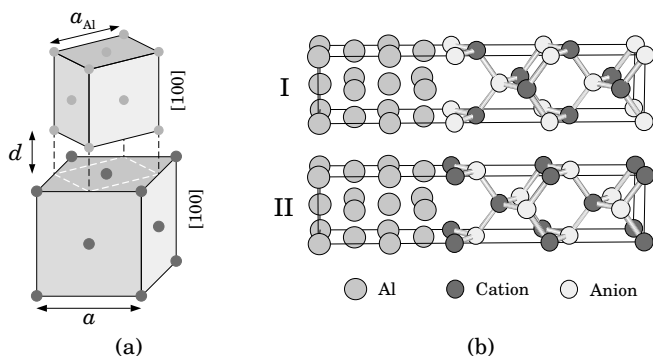 a_Al
[100]
d
[100]
a
(a)
I
II
Al
Cation
Anion
(b)